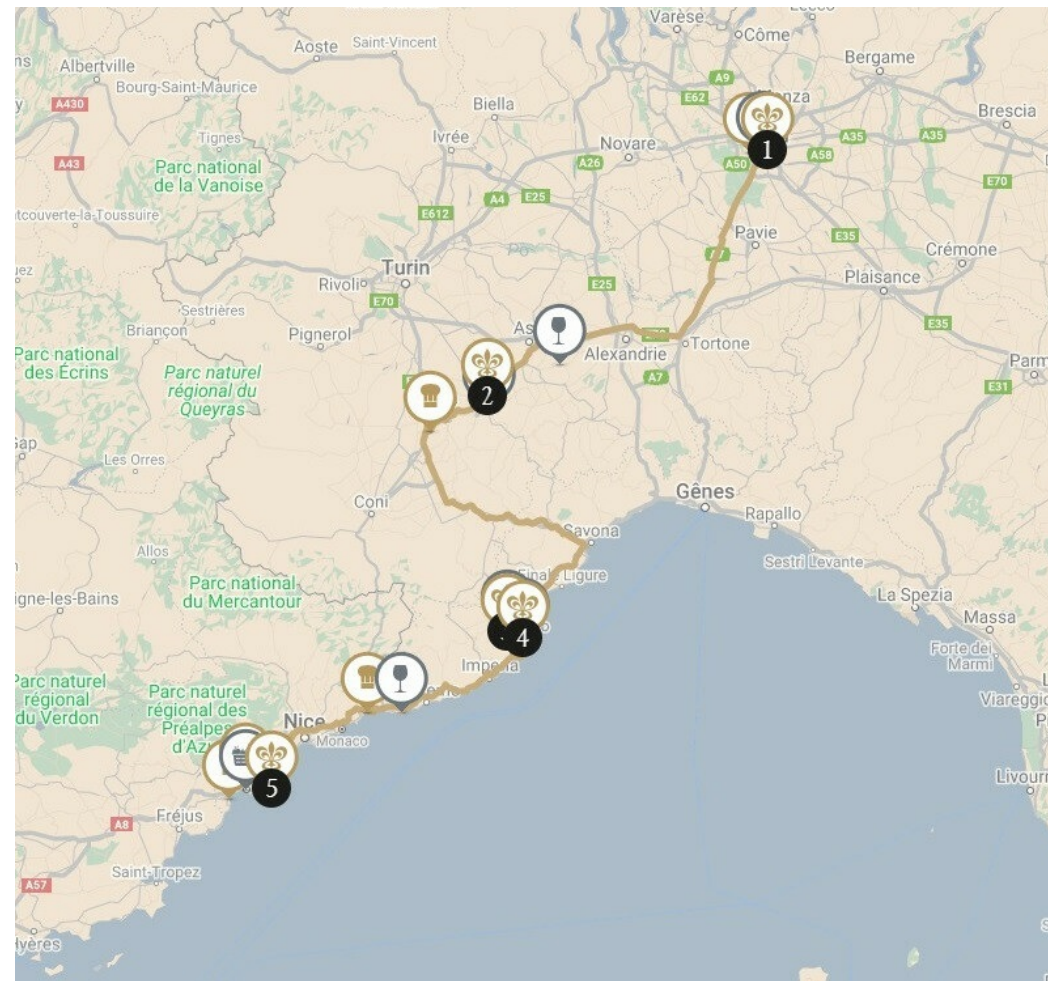 Varèse
Côme
Aoste
Saint-Vincent
Albertville
Bergame
Bourg-Saint-Maurice
A9
E62
A430
Biella
Brescia
Tignes
Ivrée
Novare
A35
A35
A43
A26
A50
1
A58
Parc national
de la Vanoise
A4
E25
E70
E612
Pavie
E35
Crémone
Turin
A7
Rivoli
E25
Plaisance
E70
Sestrières
Briançon
Pignerol
E35
Alexandrie
Tortone
Parc national
des Écrins
Parc naturel
régional du
Queyras
2
A7
E31
Les Orres
Gênes
Coni
Rapallo
Savona
Allos
Sestri Levante
Finale Ligure
Parc national
du Mercantour
La Spezia
Massa
4
Forte dei
Marmi
Imperia
Parc naturel
régional
du Verdon
Parc naturel
régional des
Préalpes
Nice
Monaco
5
Fréjus
A8
Saint-Tropez
A57